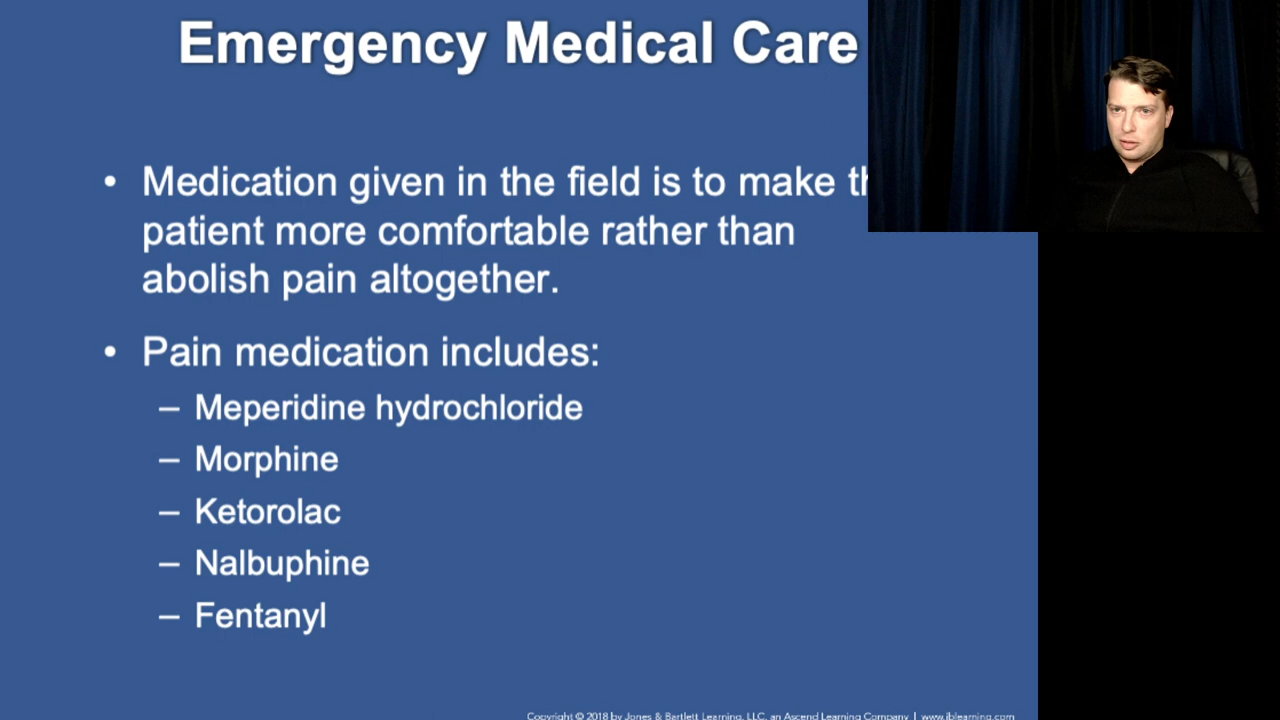 Emergency Medical Care
• Medication given in the field is to make
patient more comfortable rather than
abolish pain altogether.
• Pain medication includes:
– Meperidine hydrochloride
– Morphine
– Ketorolac
– Nalbuphine
– Fentanyl
Copyright © 2018 by Jones & Bartlett Learning, LLC, an Ascend Learning Company | www.jblearning.com